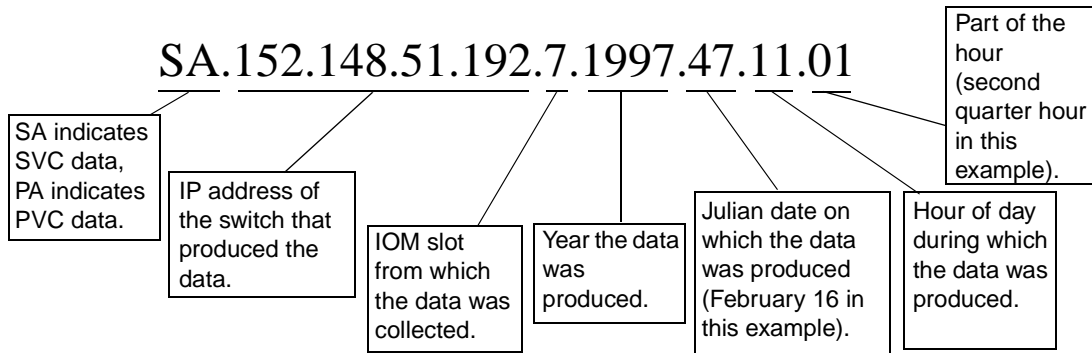 SA.152.148.51.192.7.1997.47.11.01
SA indicates
SVC data,
PA indicates
PVC data.
IP address of
the switch that
produced the
data.
IOM slot
from which
the data was
collected.
Year the data
was
produced.
Julian date on
which the data
was produced
(February 16 in
this example).
Hour of day
during which
the data was
produced.
Part of the
hour
(second
quarter hour
in this
example).